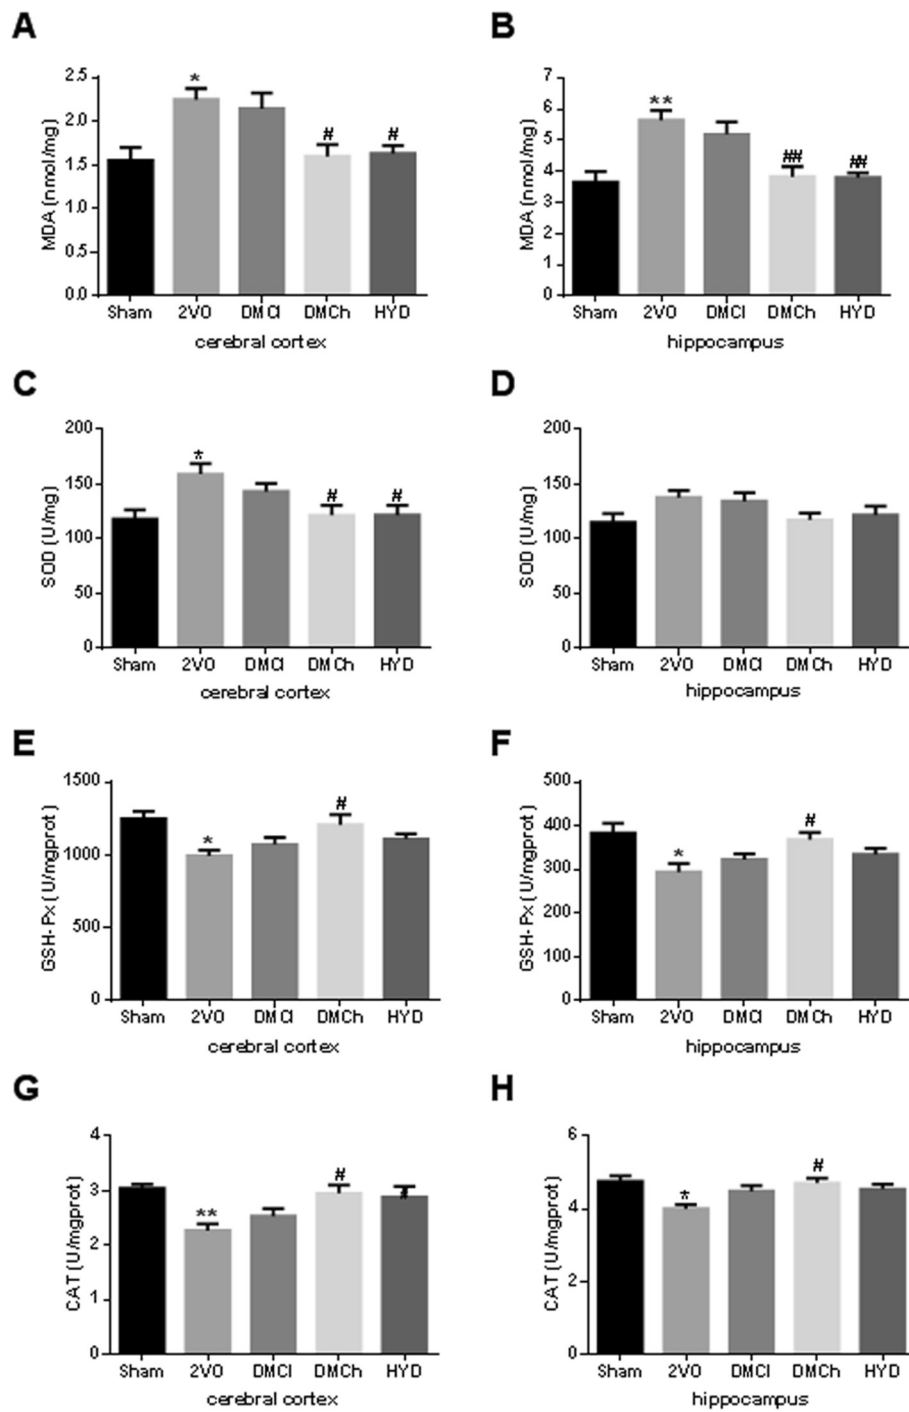 A
MDA (nmol/mg)
2.5
2.0
1.5
1.0
0.5
0.0
*
#
#
Sham 2VO DMCl DMCh HYD
cerebral cortex
B
MDA (nmol/mg)
7
6
5
4
3
2
1
0
**
##
##
Sham 2VO DMCl DMCh HYD
hippocampus
C
SOD (U/mg)
200
150
100
50
0
*
#
#
Sham 2VO DMCl DMCh HYD
cerebral cortex
D
SOD (U/mg)
200
150
100
50
0
Sham 2VO DMCl DMCh HYD
hippocampus
E
GSH-Px (U/mgprot)
1500
1000
500
0
*
#
Sham 2VO DMCl DMCh HYD
cerebral cortex
F
GSH-Px (U/mgprot)
500
400
300
200
100
0
*
#
Sham 2VO DMCl DMCh HYD
hippocampus
G
CAT (U/mgprot)
4
3
2
1
0
**
#
#
Sham 2VO DMCl DMCh HYD
cerebral cortex
H
CAT (U/mgprot)
6
4
2
0
*
#
Sham 2VO DMCl DMCh HYD
hippocampus